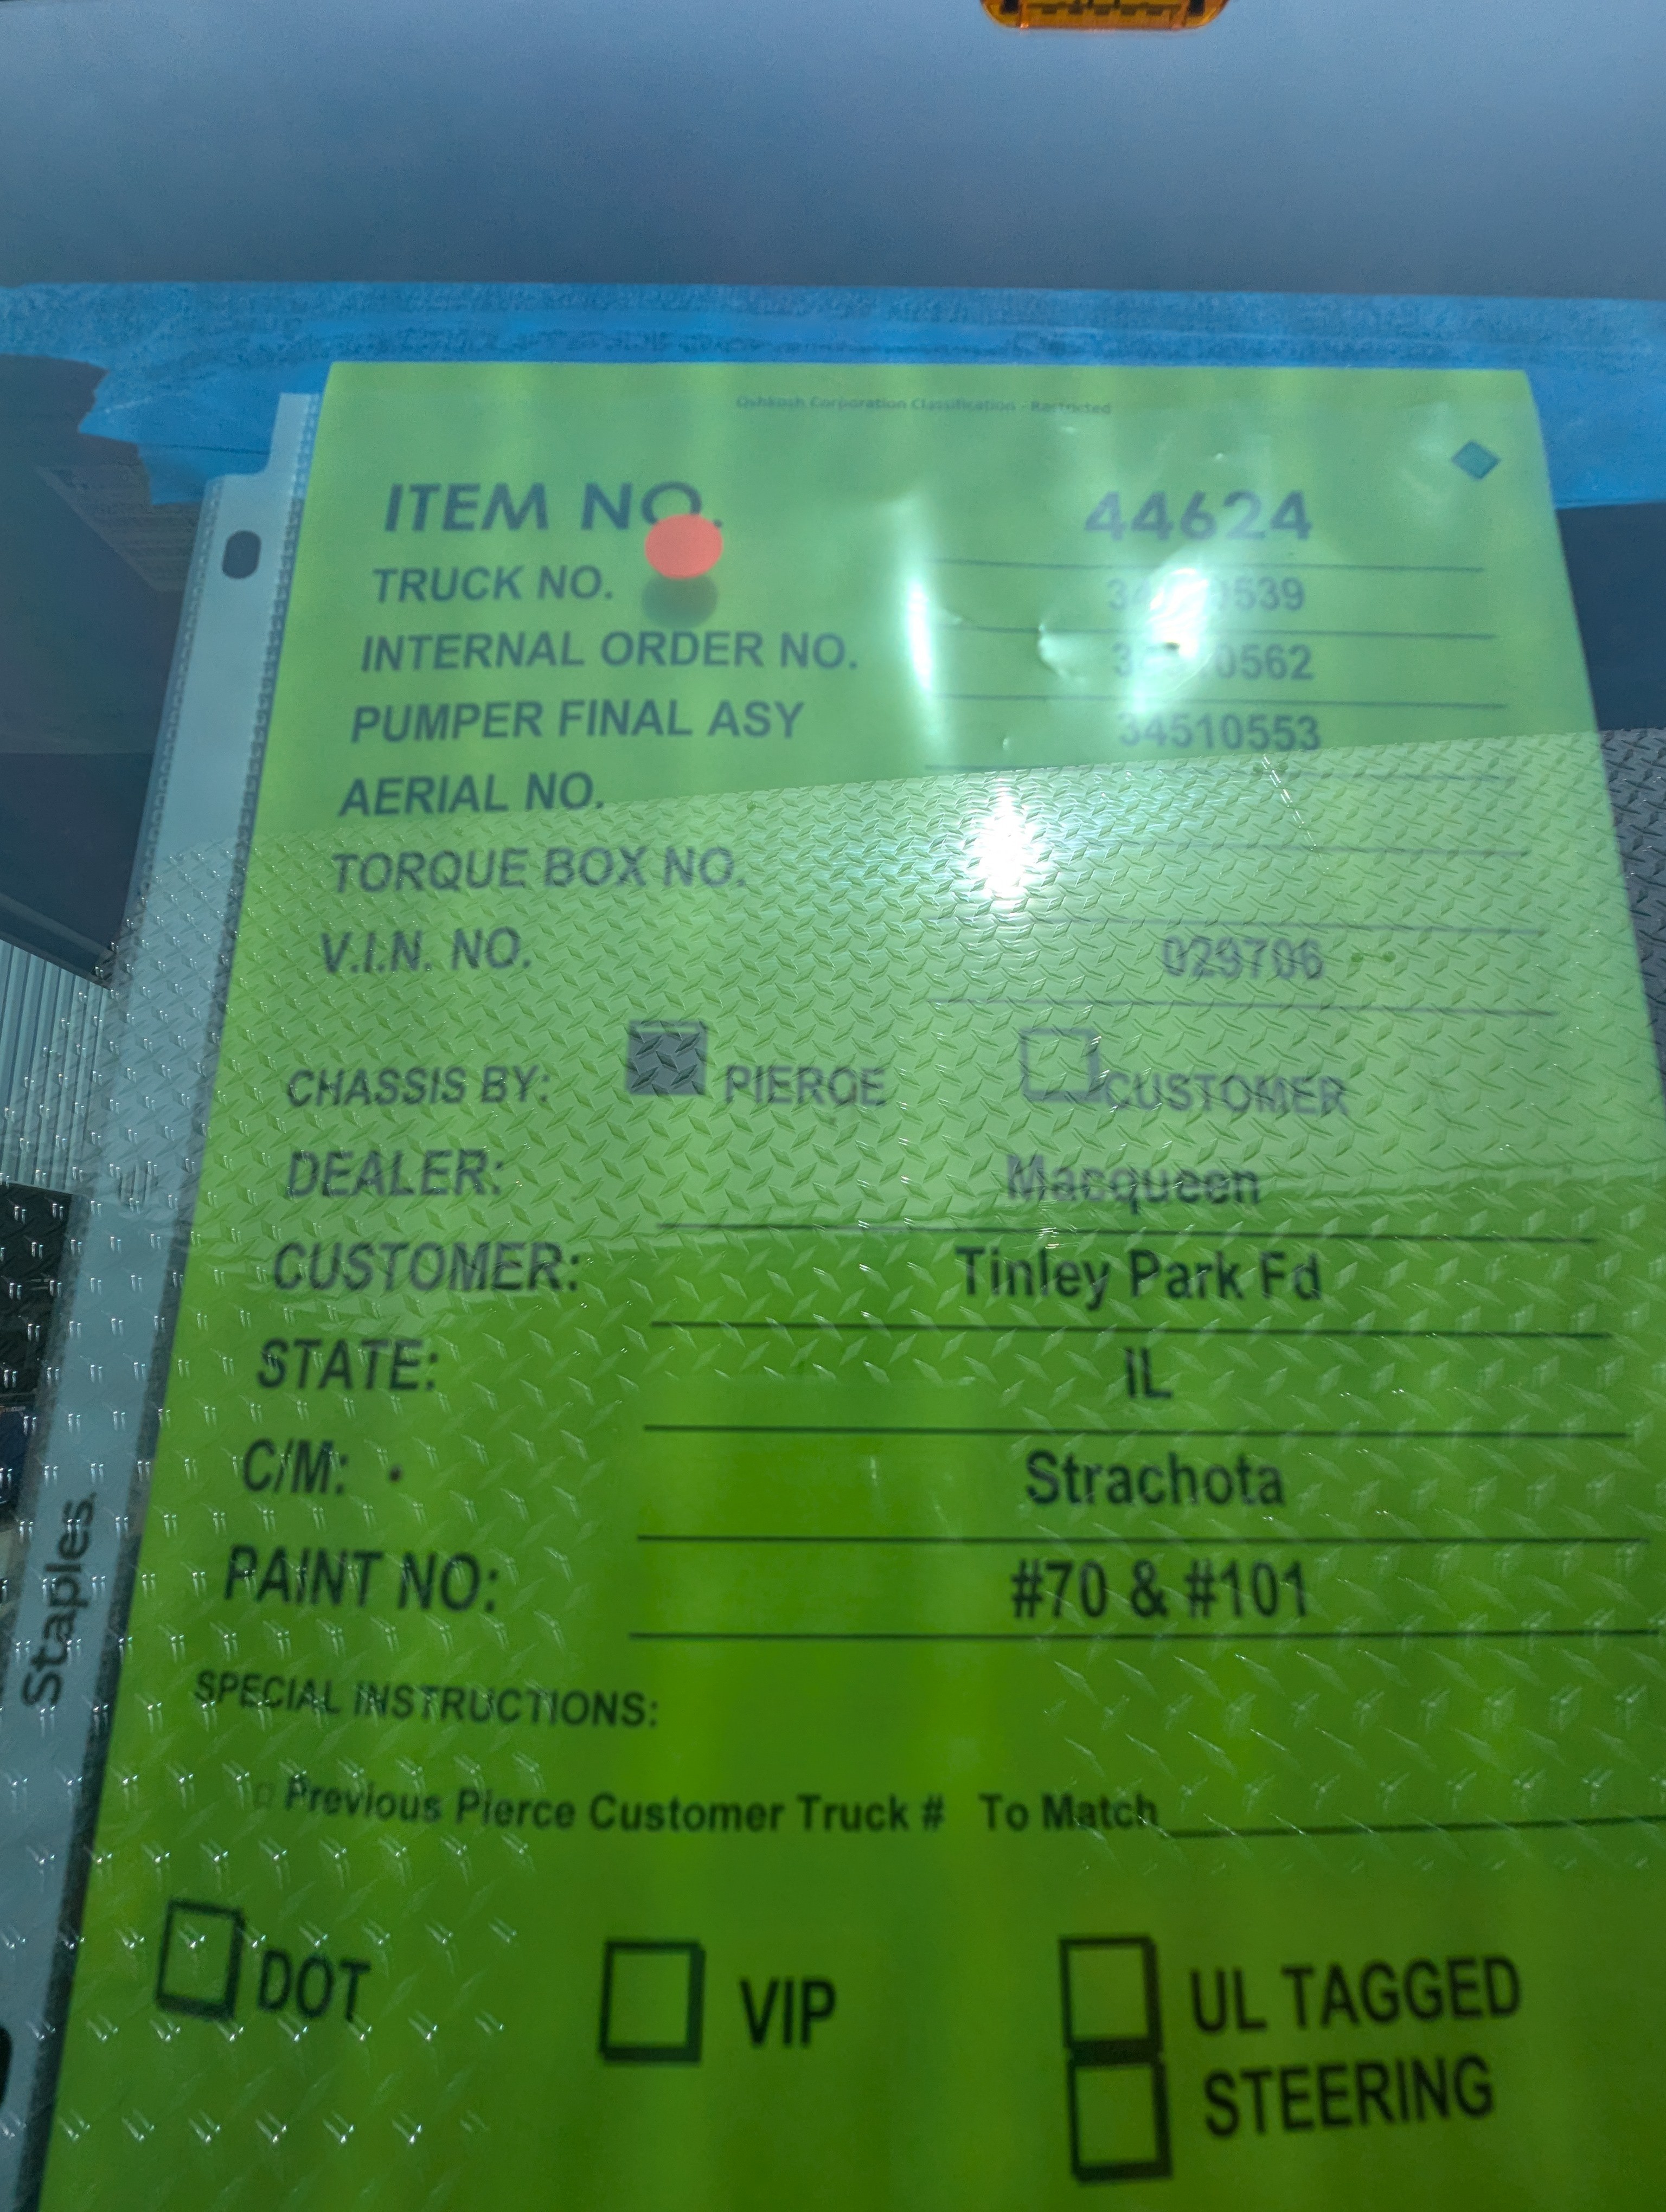 Oshkosh Corporation Classification - Restricted
ITEM NO. 44624
TRUCK NO.
INTERNAL ORDER NO.
PUMPER FINAL ASY 34510553
AERIAL NO.
TORQUE BOX NO.
V.I.N. NO. 029706
CHASSIS BY: PIERCE CUSTOMER
DEALER: Macqueen
CUSTOMER: Tinley Park Fd
STATE: IL
C/M: Strachota
PAINT NO: #70 & #101
SPECIAL INSTRUCTIONS:
Previous Pierce Customer Truck # To Match
DOT VIP UL TAGGED
STEERING
Staples